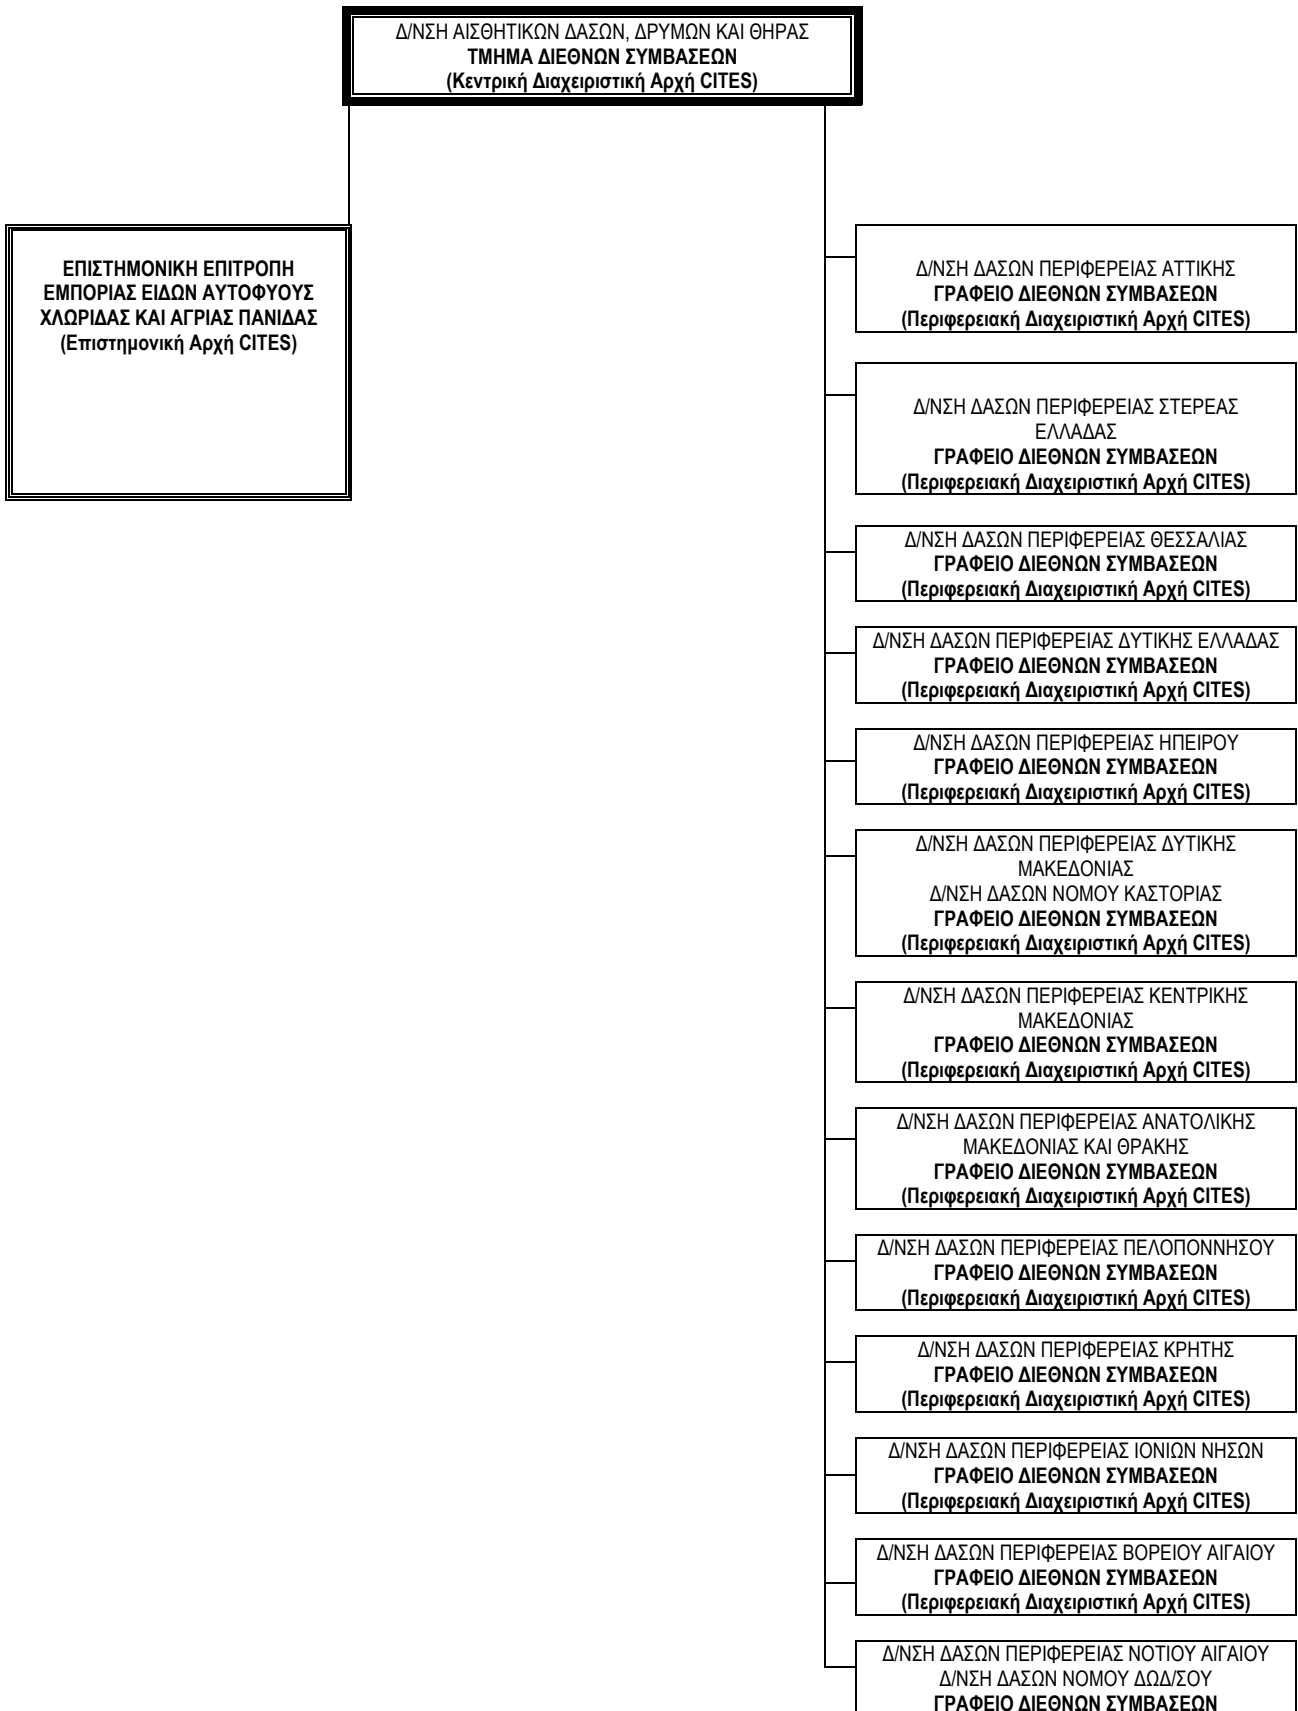 Δ/ΝΣΗ ΑΙΣΘΗΤΙΚΩΝ ΔΑΣΩΝ, ΔΡΥΜΩΝ ΚΑΙ ΘΗΡΑΣ
ΤΜΗΜΑ ΔΙΕΘΝΩΝ ΣΥΜΒΑΣΕΩΝ
(Κεντρική Διαχειριστική Αρχή CITES)
ΕΠΙΣΤΗΜΟΝΙΚΗ ΕΠΙΤΡΟΠΗ
ΕΜΠΟΡΙΑΣ ΕΙΔΩΝ ΑΥΤΟΦΥΟΥΣ
ΧΛΩΡΙΔΑΣ ΚΑΙ ΑΓΡΙΑΣ ΠΑΝΙΔΑΣ
(Επιστημονική Αρχή CITES)
Δ/ΝΣΗ ΔΑΣΩΝ ΠΕΡΙΦΕΡΕΙΑΣ ΑΤΤΙΚΗΣ
ΓΡΑΦΕΙΟ ΔΙΕΘΝΩΝ ΣΥΜΒΑΣΕΩΝ
(Περιφερειακή Διαχειριστική Αρχή CITES)
Δ/ΝΣΗ ΔΑΣΩΝ ΠΕΡΙΦΕΡΕΙΑΣ ΣΤΕΡΕΑΣ
ΕΛΛΑΔΑΣ
ΓΡΑΦΕΙΟ ΔΙΕΘΝΩΝ ΣΥΜΒΑΣΕΩΝ
(Περιφερειακή Διαχειριστική Αρχή CITES)
Δ/ΝΣΗ ΔΑΣΩΝ ΠΕΡΙΦΕΡΕΙΑΣ ΘΕΣΣΑΛΙΑΣ
ΓΡΑΦΕΙΟ ΔΙΕΘΝΩΝ ΣΥΜΒΑΣΕΩΝ
(Περιφερειακή Διαχειριστική Αρχή CITES)
Δ/ΝΣΗ ΔΑΣΩΝ ΠΕΡΙΦΕΡΕΙΑΣ ΔΥΤΙΚΗΣ ΕΛΛΑΔΑΣ
ΓΡΑΦΕΙΟ ΔΙΕΘΝΩΝ ΣΥΜΒΑΣΕΩΝ
(Περιφερειακή Διαχειριστική Αρχή CITES)
Δ/ΝΣΗ ΔΑΣΩΝ ΠΕΡΙΦΕΡΕΙΑΣ ΗΠΕΙΡΟΥ
ΓΡΑΦΕΙΟ ΔΙΕΘΝΩΝ ΣΥΜΒΑΣΕΩΝ
(Περιφερειακή Διαχειριστική Αρχή CITES)
Δ/ΝΣΗ ΔΑΣΩΝ ΠΕΡΙΦΕΡΕΙΑΣ ΔΥΤΙΚΗΣ
ΜΑΚΕΔΟΝΙΑΣ
Δ/ΝΣΗ ΔΑΣΩΝ ΝΟΜΟΥ ΚΑΣΤΟΡΙΑΣ
ΓΡΑΦΕΙΟ ΔΙΕΘΝΩΝ ΣΥΜΒΑΣΕΩΝ
(Περιφερειακή Διαχειριστική Αρχή CITES)
Δ/ΝΣΗ ΔΑΣΩΝ ΠΕΡΙΦΕΡΕΙΑΣ ΚΕΝΤΡΙΚΗΣ
ΜΑΚΕΔΟΝΙΑΣ
ΓΡΑΦΕΙΟ ΔΙΕΘΝΩΝ ΣΥΜΒΑΣΕΩΝ
(Περιφερειακή Διαχειριστική Αρχή CITES)
Δ/ΝΣΗ ΔΑΣΩΝ ΠΕΡΙΦΕΡΕΙΑΣ ΑΝΑΤΟΛΙΚΗΣ
ΜΑΚΕΔΟΝΙΑΣ ΚΑΙ ΘΡΑΚΗΣ
ΓΡΑΦΕΙΟ ΔΙΕΘΝΩΝ ΣΥΜΒΑΣΕΩΝ
(Περιφερειακή Διαχειριστική Αρχή CITES)
Δ/ΝΣΗ ΔΑΣΩΝ ΠΕΡΙΦΕΡΕΙΑΣ ΠΕΛΟΠΟΝΝΗΣΟΥ
ΓΡΑΦΕΙΟ ΔΙΕΘΝΩΝ ΣΥΜΒΑΣΕΩΝ
(Περιφερειακή Διαχειριστική Αρχή CITES)
Δ/ΝΣΗ ΔΑΣΩΝ ΠΕΡΙΦΕΡΕΙΑΣ ΚΡΗΤΗΣ
ΓΡΑΦΕΙΟ ΔΙΕΘΝΩΝ ΣΥΜΒΑΣΕΩΝ
(Περιφερειακή Διαχειριστική Αρχή CITES)
Δ/ΝΣΗ ΔΑΣΩΝ ΠΕΡΙΦΕΡΕΙΑΣ ΙΟΝΙΩΝ ΝΗΣΩΝ
ΓΡΑΦΕΙΟ ΔΙΕΘΝΩΝ ΣΥΜΒΑΣΕΩΝ
(Περιφερειακή Διαχειριστική Αρχή CITES)
Δ/ΝΣΗ ΔΑΣΩΝ ΠΕΡΙΦΕΡΕΙΑΣ ΒΟΡΕΙΟΥ ΑΙΓΑΙΟΥ
ΓΡΑΦΕΙΟ ΔΙΕΘΝΩΝ ΣΥΜΒΑΣΕΩΝ
(Περιφερειακή Διαχειριστική Αρχή CITES)
Δ/ΝΣΗ ΔΑΣΩΝ ΠΕΡΙΦΕΡΕΙΑΣ ΝΟΤΙΟΥ ΑΙΓΑΙΟΥ
Δ/ΝΣΗ ΔΑΣΩΝ ΝΟΜΟΥ ΔΩΔ/ΣΟΥ
ΓΡΑΦΕΙΟ ΔΙΕΘΝΩΝ ΣΥΜΒΑΣΕΩΝ